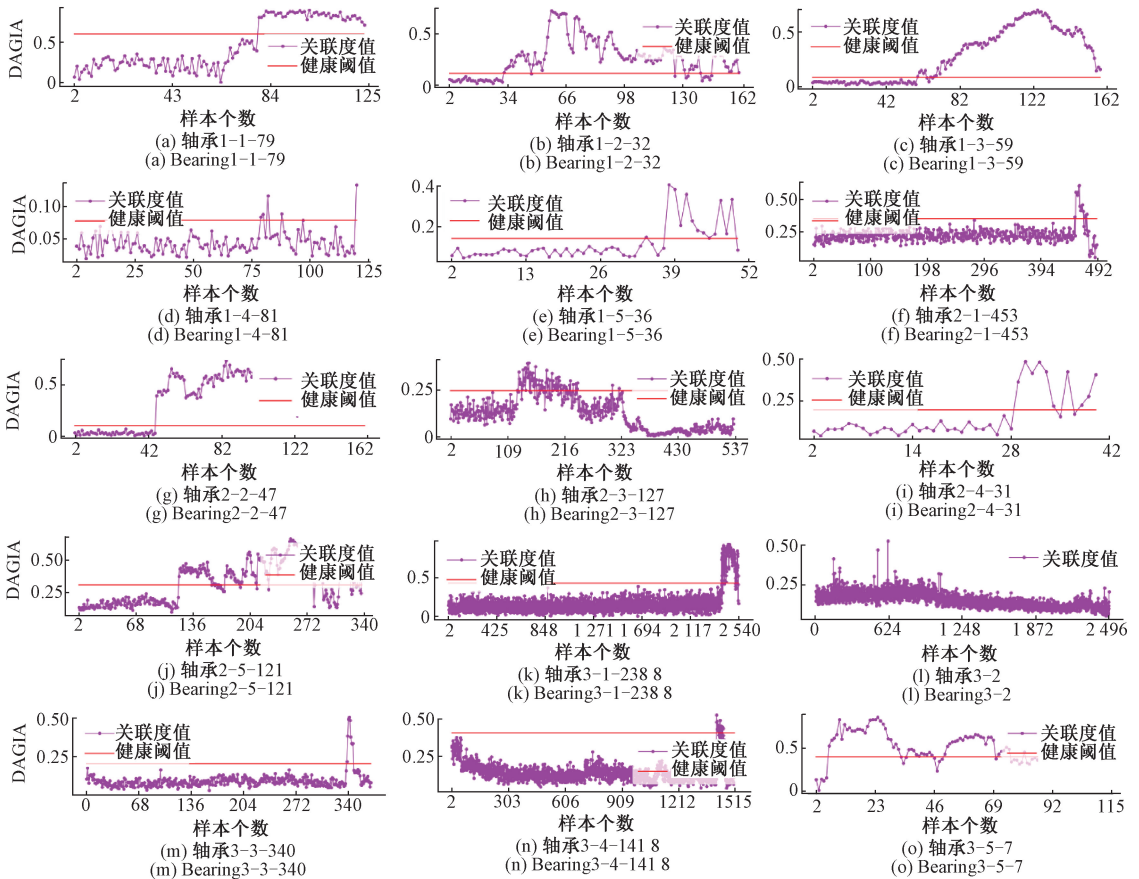 DAGIA
0.5
0
关联度值
健康阈值
2 43 84 125
样本个数
(a) 轴承1-1-79
(a) Bearing1-1-79
0.5
0
关联度值
健康阈值
2 34 66 98 130 162
样本个数
(b) 轴承1-2-32
(b) Bearing1-2-32
0.5
0
关联度值
健康阈值
2 42 82 122 162
样本个数
(c) 轴承1-3-59
(c) Bearing1-3-59
DAGIA
0.10
0.05
关联度值
健康阈值
2 25 50 75 100 125
样本个数
(d) 轴承1-4-81
(d) Bearing1-4-81
0.4
0.2
0
关联度值
健康阈值
2 13 26 39 52
样本个数
(e) 轴承1-5-36
(e) Bearing1-5-36
0.50
0.25
关联度值
健康阈值
2 100 198 296 394 492
样本个数
(f) 轴承2-1-453
(f) Bearing2-1-453
DAGIA
0.5
0
关联度值
健康阈值
2 42 82 122 162
样本个数
(g) 轴承2-2-47
(g) Bearing2-2-47
0.25
0
关联度值
健康阈值
109 216 323 430 537
样本个数
(h) 轴承2-3-127
(h) Bearing2-3-127
0.50
0.25
0
关联度值
健康阈值
2 14 28 42
样本个数
(i) 轴承2-4-31
(i) Bearing2-4-31
DAGIA
0.50
0.25
关联度值
健康阈值
2 68 136 204 272 340
样本个数
(j) 轴承2-5-121
(j) Bearing2-5-121
0.5
0
关联度值
健康阈值
2 425 848 1 271 1 694 2 117 2 540
样本个数
(k) 轴承3-1-238 8
(k) Bearing3-1-238 8
0.50
0.25
0
关联度值
0 624 1 248 1 872 2 496
样本个数
(l) 轴承3-2
(l) Bearing3-2
DAGIA
0.50
0.25
0
关联度值
健康阈值
0 68 136 204 272 340
样本个数
(m) 轴承3-3-340
(m) Bearing3-3-340
0.50
0.25
0
关联度值
健康阈值
2 303 606 909 1212 1515
样本个数
(n) 轴承3-4-141 8
(n) Bearing3-4-141 8
0.5
0
关联度值
健康阈值
2 23 46 69 92 115
样本个数
(o) 轴承3-5-7
(o) Bearing3-5-7